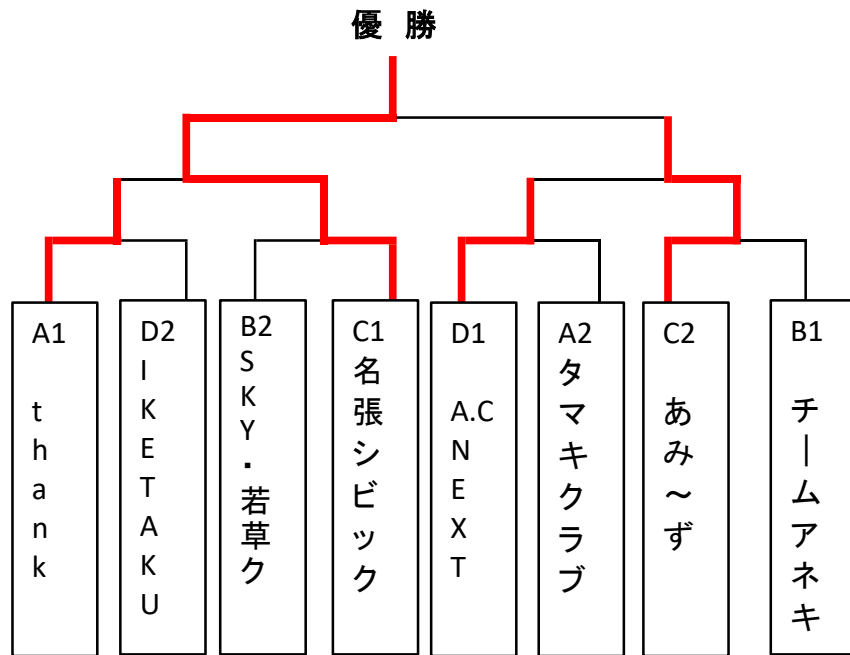 優 勝
A1 thank
D2 IKETAKU
B2 SKY・若草ク
C1 名張シビック
D1 A.C NEXT
A2 タマキクラブ
C2 あみ～ず
B1 チームアネキ